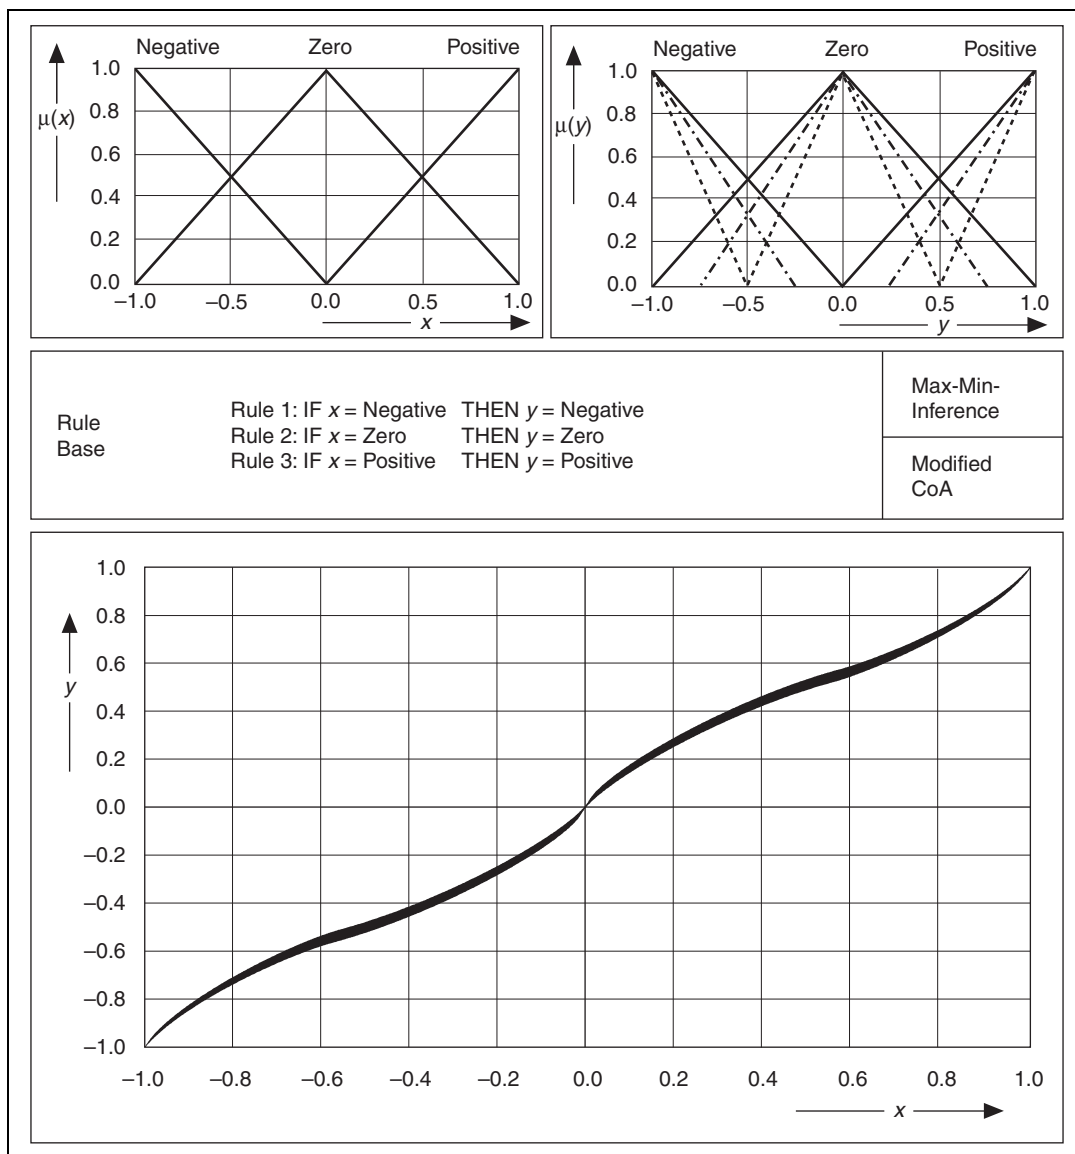 Negative Zero Positive
1.0
0.8
μ(x)
0.6
0.4
0.2
0.0
–1.0 –0.5 0.0 0.5 1.0
x
Negative Zero Positive
1.0
0.8
μ(y)
0.6
0.4
0.2
0.0
–1.0 –0.5 0.0 0.5 1.0
y
Rule
Base
Rule 1: IF x = Negative THEN y = Negative
Rule 2: IF x = Zero THEN y = Zero
Rule 3: IF x = Positive THEN y = Positive
Max-Min-
Inference
Modified
CoA
1.0
0.8
0.6
y
0.4
0.2
0.0
–0.2
–0.4
–0.6
–0.8
–1.0
–1.0 –0.8 –0.6 –0.4 –0.2 0.0 0.2 0.4 0.6 0.8 1.0
x